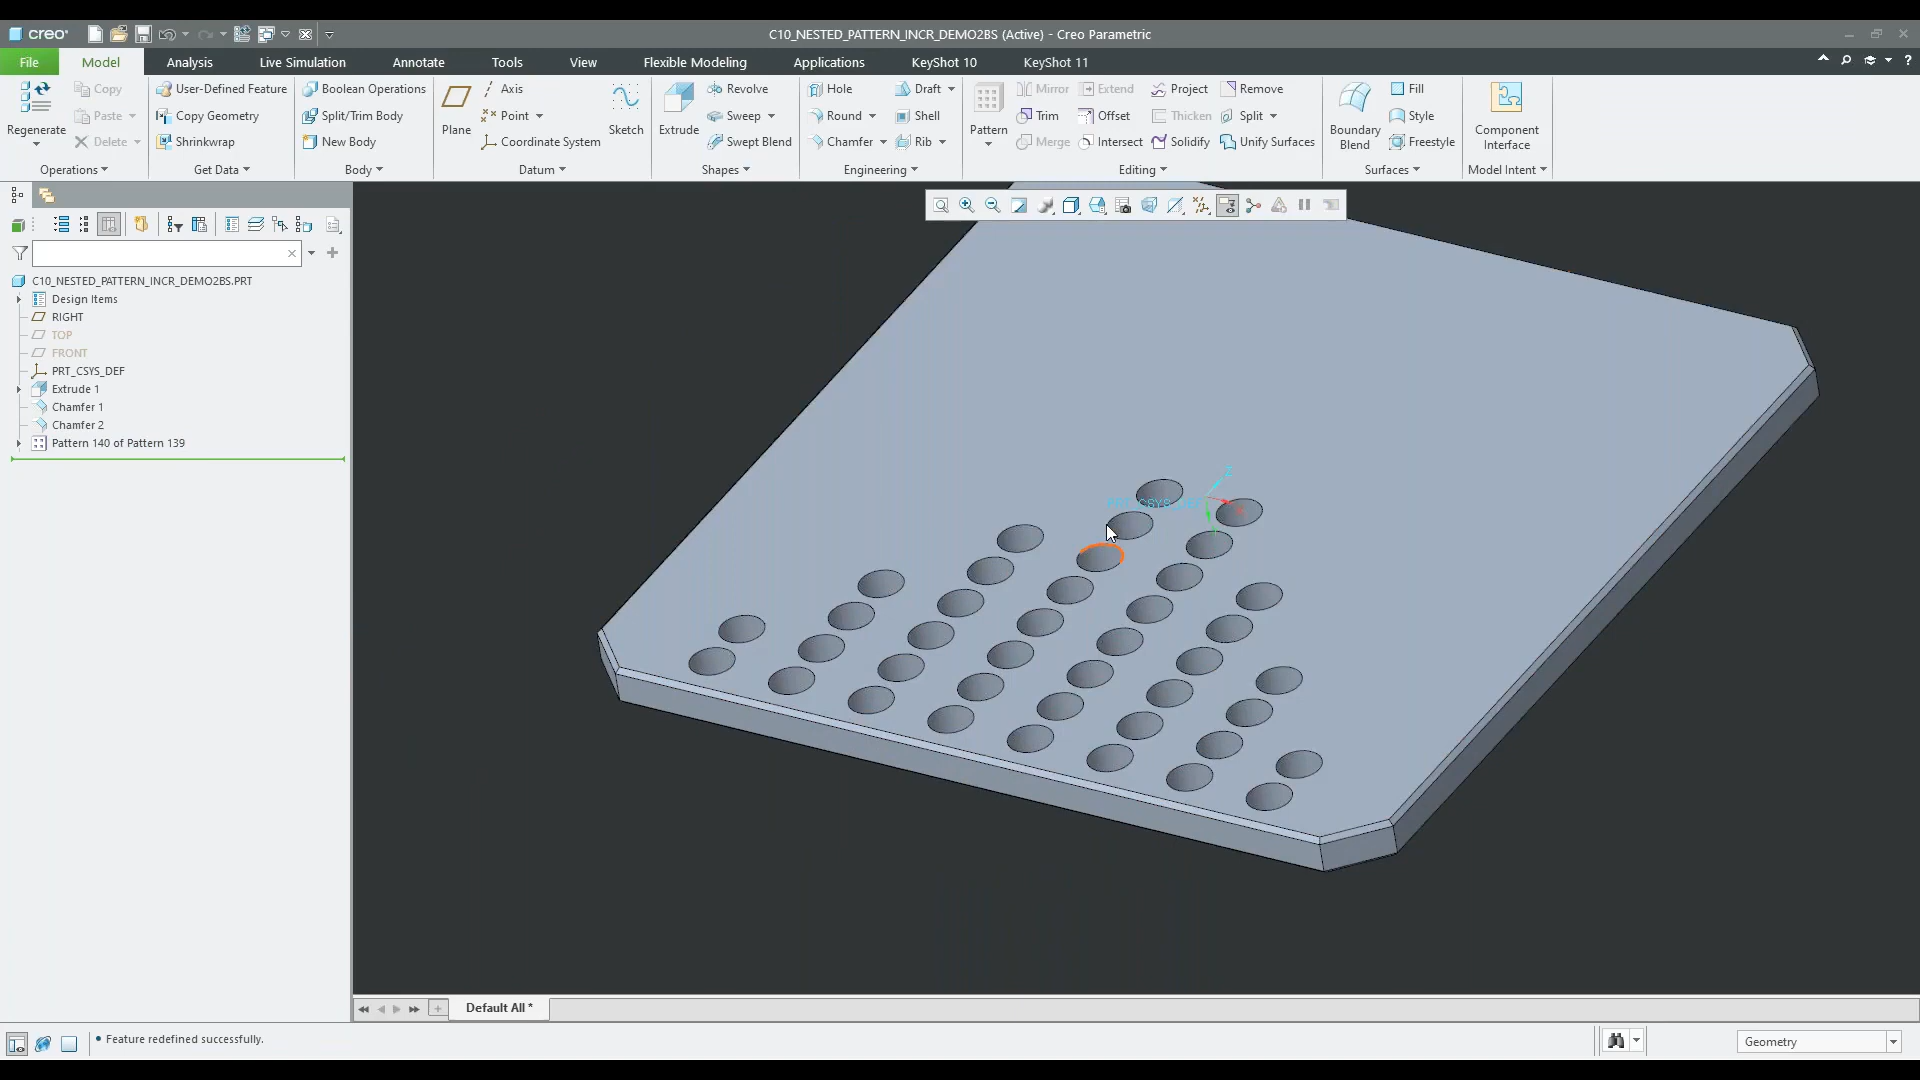 creo
C10_NESTED_PATTERN_INCR_DEMO2BS (Active) - Creo Parametric
File Model Analysis Live Simulation Annotate Tools View Flexible Modeling Applications KeyShot 10 KeyShot 11
Regenerate
Copy
Paste
Delete
Operations
User-Defined Feature
Copy Geometry
Shrinkwrap
Get Data
Boolean Operations
Split/Trim Body
New Body
Body
Plane
Axis
Point
Coordinate System
Sketch
Datum
Extrude
Revolve
Sweep
Swept Blend
Shapes
Hole
Round
Chamfer
Draft
Shell
Rib
Engineering
Pattern
Mirror
Trim
Merge
Extend
Offset
Intersect
Project
Thicken
Solidify
Remove
Split
Unify Surfaces
Editing
Boundary
Blend
Fill
Style
Freestyle
Surfaces
Component
Interface
Model Intent
C10_NESTED_PATTERN_INCR_DEMO2BS.PRT
Design Items
RIGHT
TOP
FRONT
PRT_CSYS_DEF
Extrude 1
Chamfer 1
Chamfer 2
Pattern 140 of Pattern 139
PRT_CSYS_DEF
Z
X
Default All *
• Feature redefined successfully.
Geometry